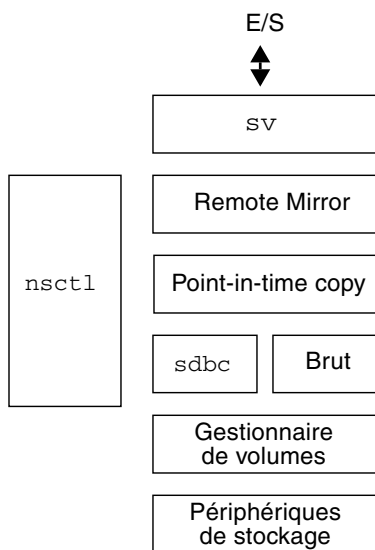 E/S
sv
Remote Mirror
nsctl
Point-in-time copy
sdbc
Brut
Gestionnaire
de volumes
Périphériques
de stockage